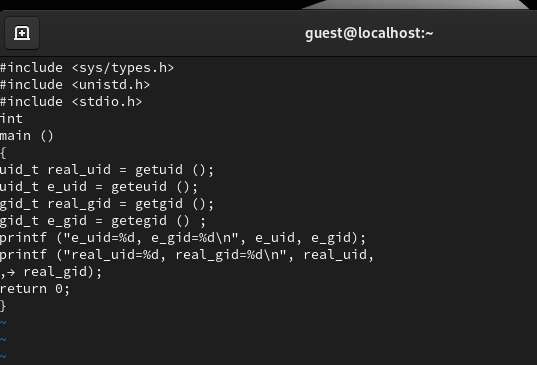 guest@localhost:~
#include <sys/types.h>
#include <unistd.h>
#include <stdio.h>
int
main ()
{
uid_t real_uid = getuid ();
uid_t e_uid = geteuid ();
gid_t real_gid = getgid ();
gid_t e_gid = getegid () ;
printf ("e_uid=%d, e_gid=%d\n", e_uid, e_gid);
printf ("real_uid=%d, real_gid=%d\n", real_uid,
,→ real_gid);
return 0;
}
~
~
~